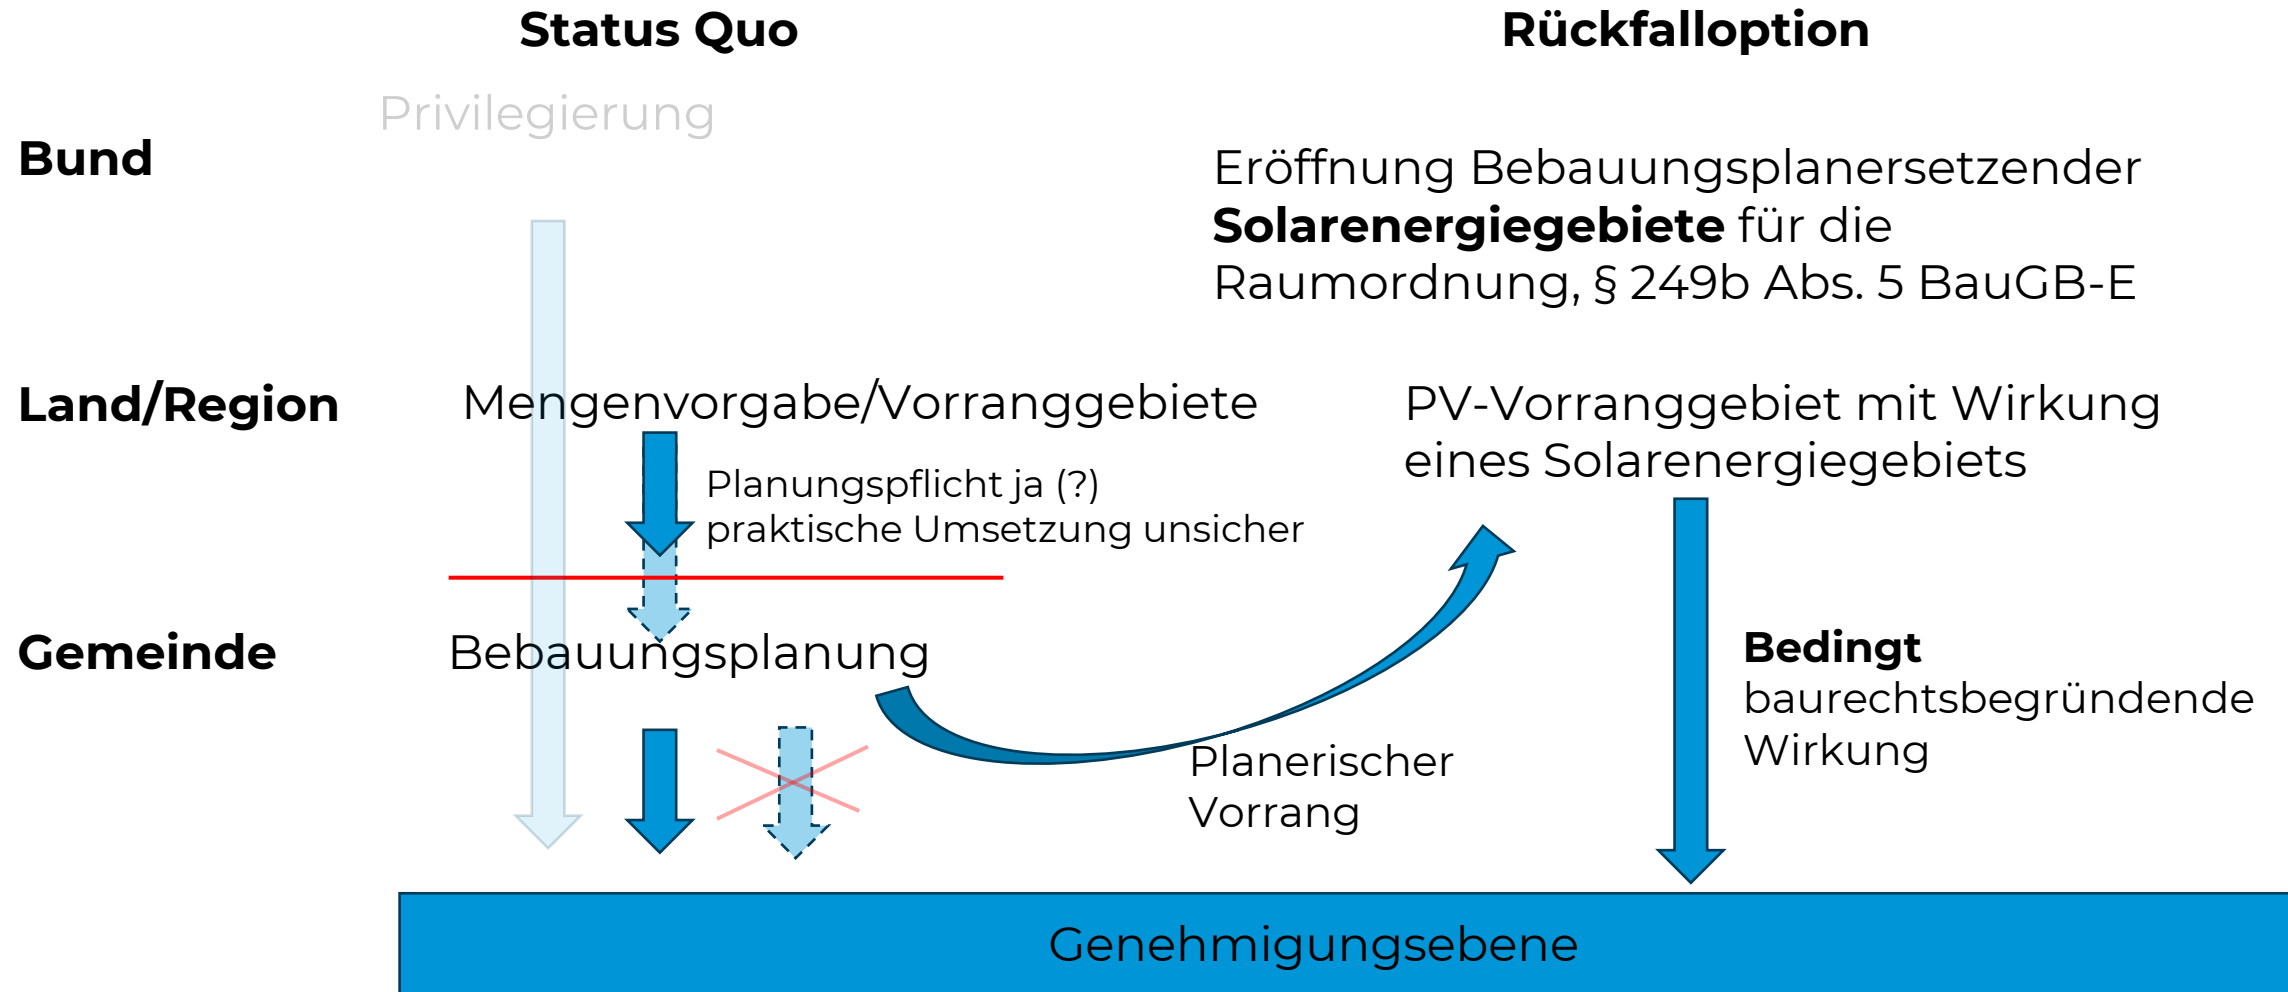 Status Quo
Rückfalloption
Privilegierung
Bund
Eröffnung Bebauungsplanersetzender
Solarenergiegebiete für die
Raumordnung, § 249b Abs. 5 BauGB-E
Land/Region
Mengenvorgabe/Vorranggebiete
PV-Vorranggebiet mit Wirkung
eines Solarenergiegebiets
Planungspflicht ja (?)
praktische Umsetzung unsicher
Gemeinde
Bebauungsplanung
Bedingt
baurechtsbegründende
Wirkung
Planerischer
Vorrang
Genehmigungsebene